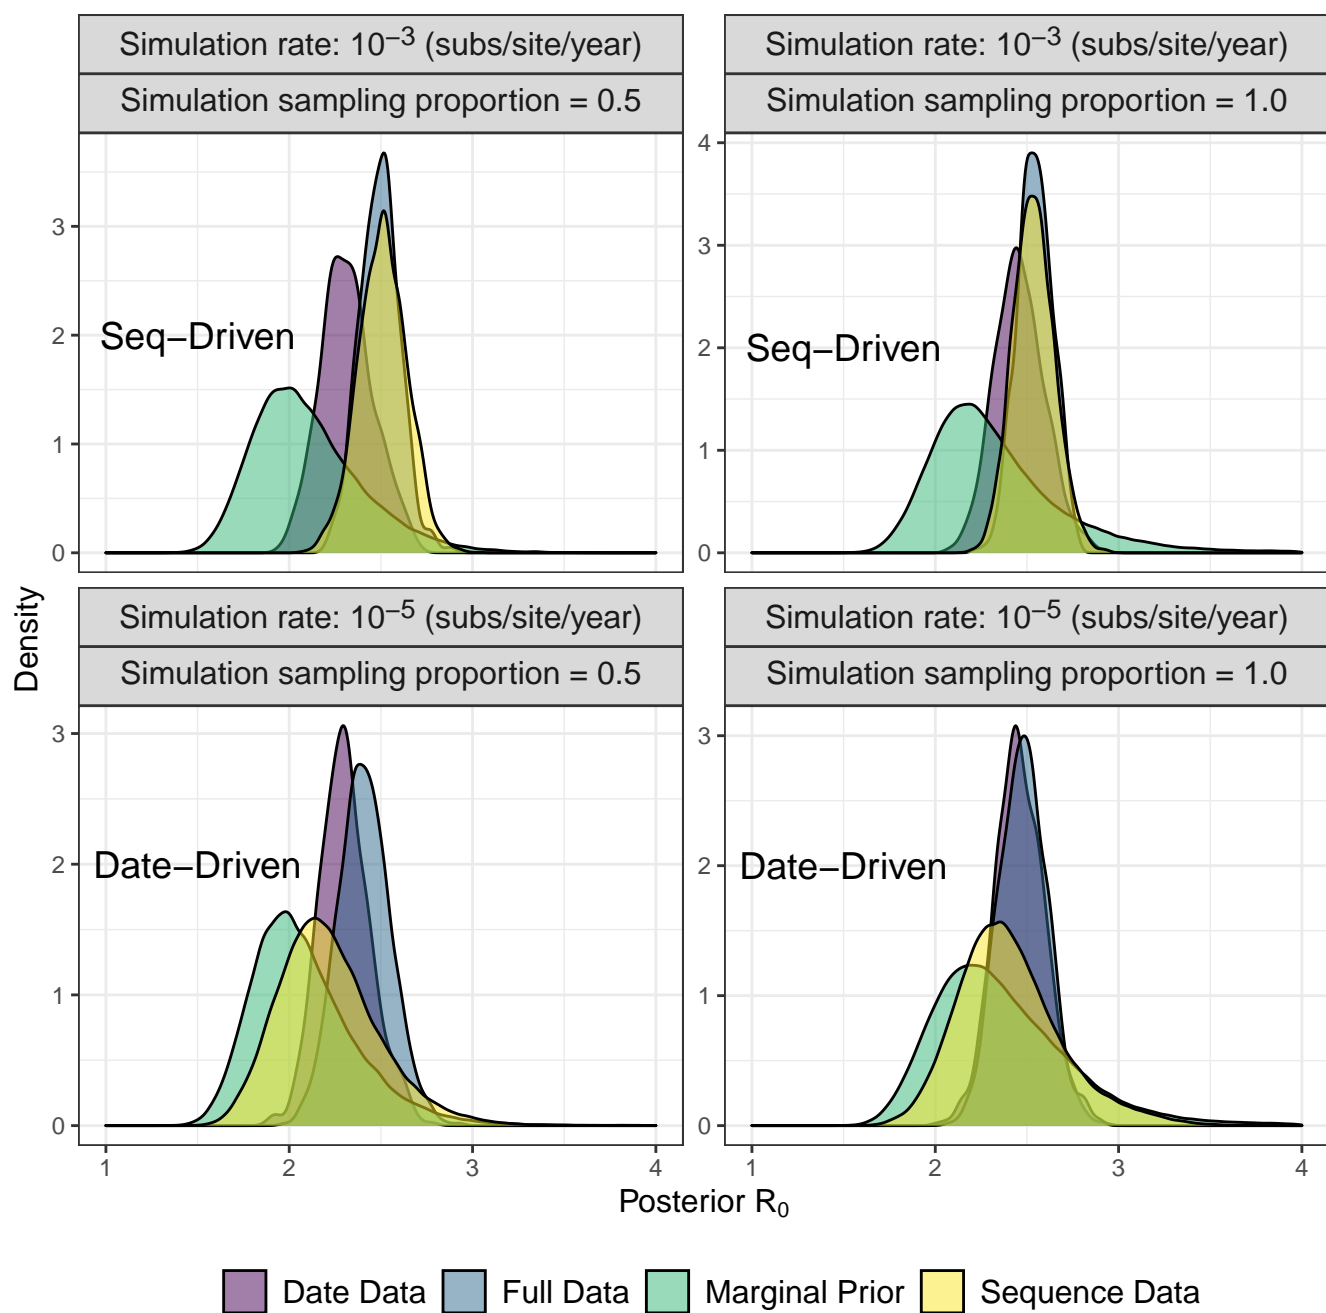 Simulation rate: 10⁻³ (subs/site/year)
Simulation sampling proportion = 0.5
Simulation rate: 10⁻³ (subs/site/year)
Simulation sampling proportion = 1.0
3
2
1
0
Seq−Driven
4
3
2
1
0
Seq−Driven
Density
Simulation rate: 10⁻⁵ (subs/site/year)
Simulation sampling proportion = 0.5
Simulation rate: 10⁻⁵ (subs/site/year)
Simulation sampling proportion = 1.0
3
2
1
0
Date−Driven
3
2
1
0
Date−Driven
1 2 3 4
1 2 3 4
Posterior R₀
Date Data Full Data Marginal Prior Sequence Data